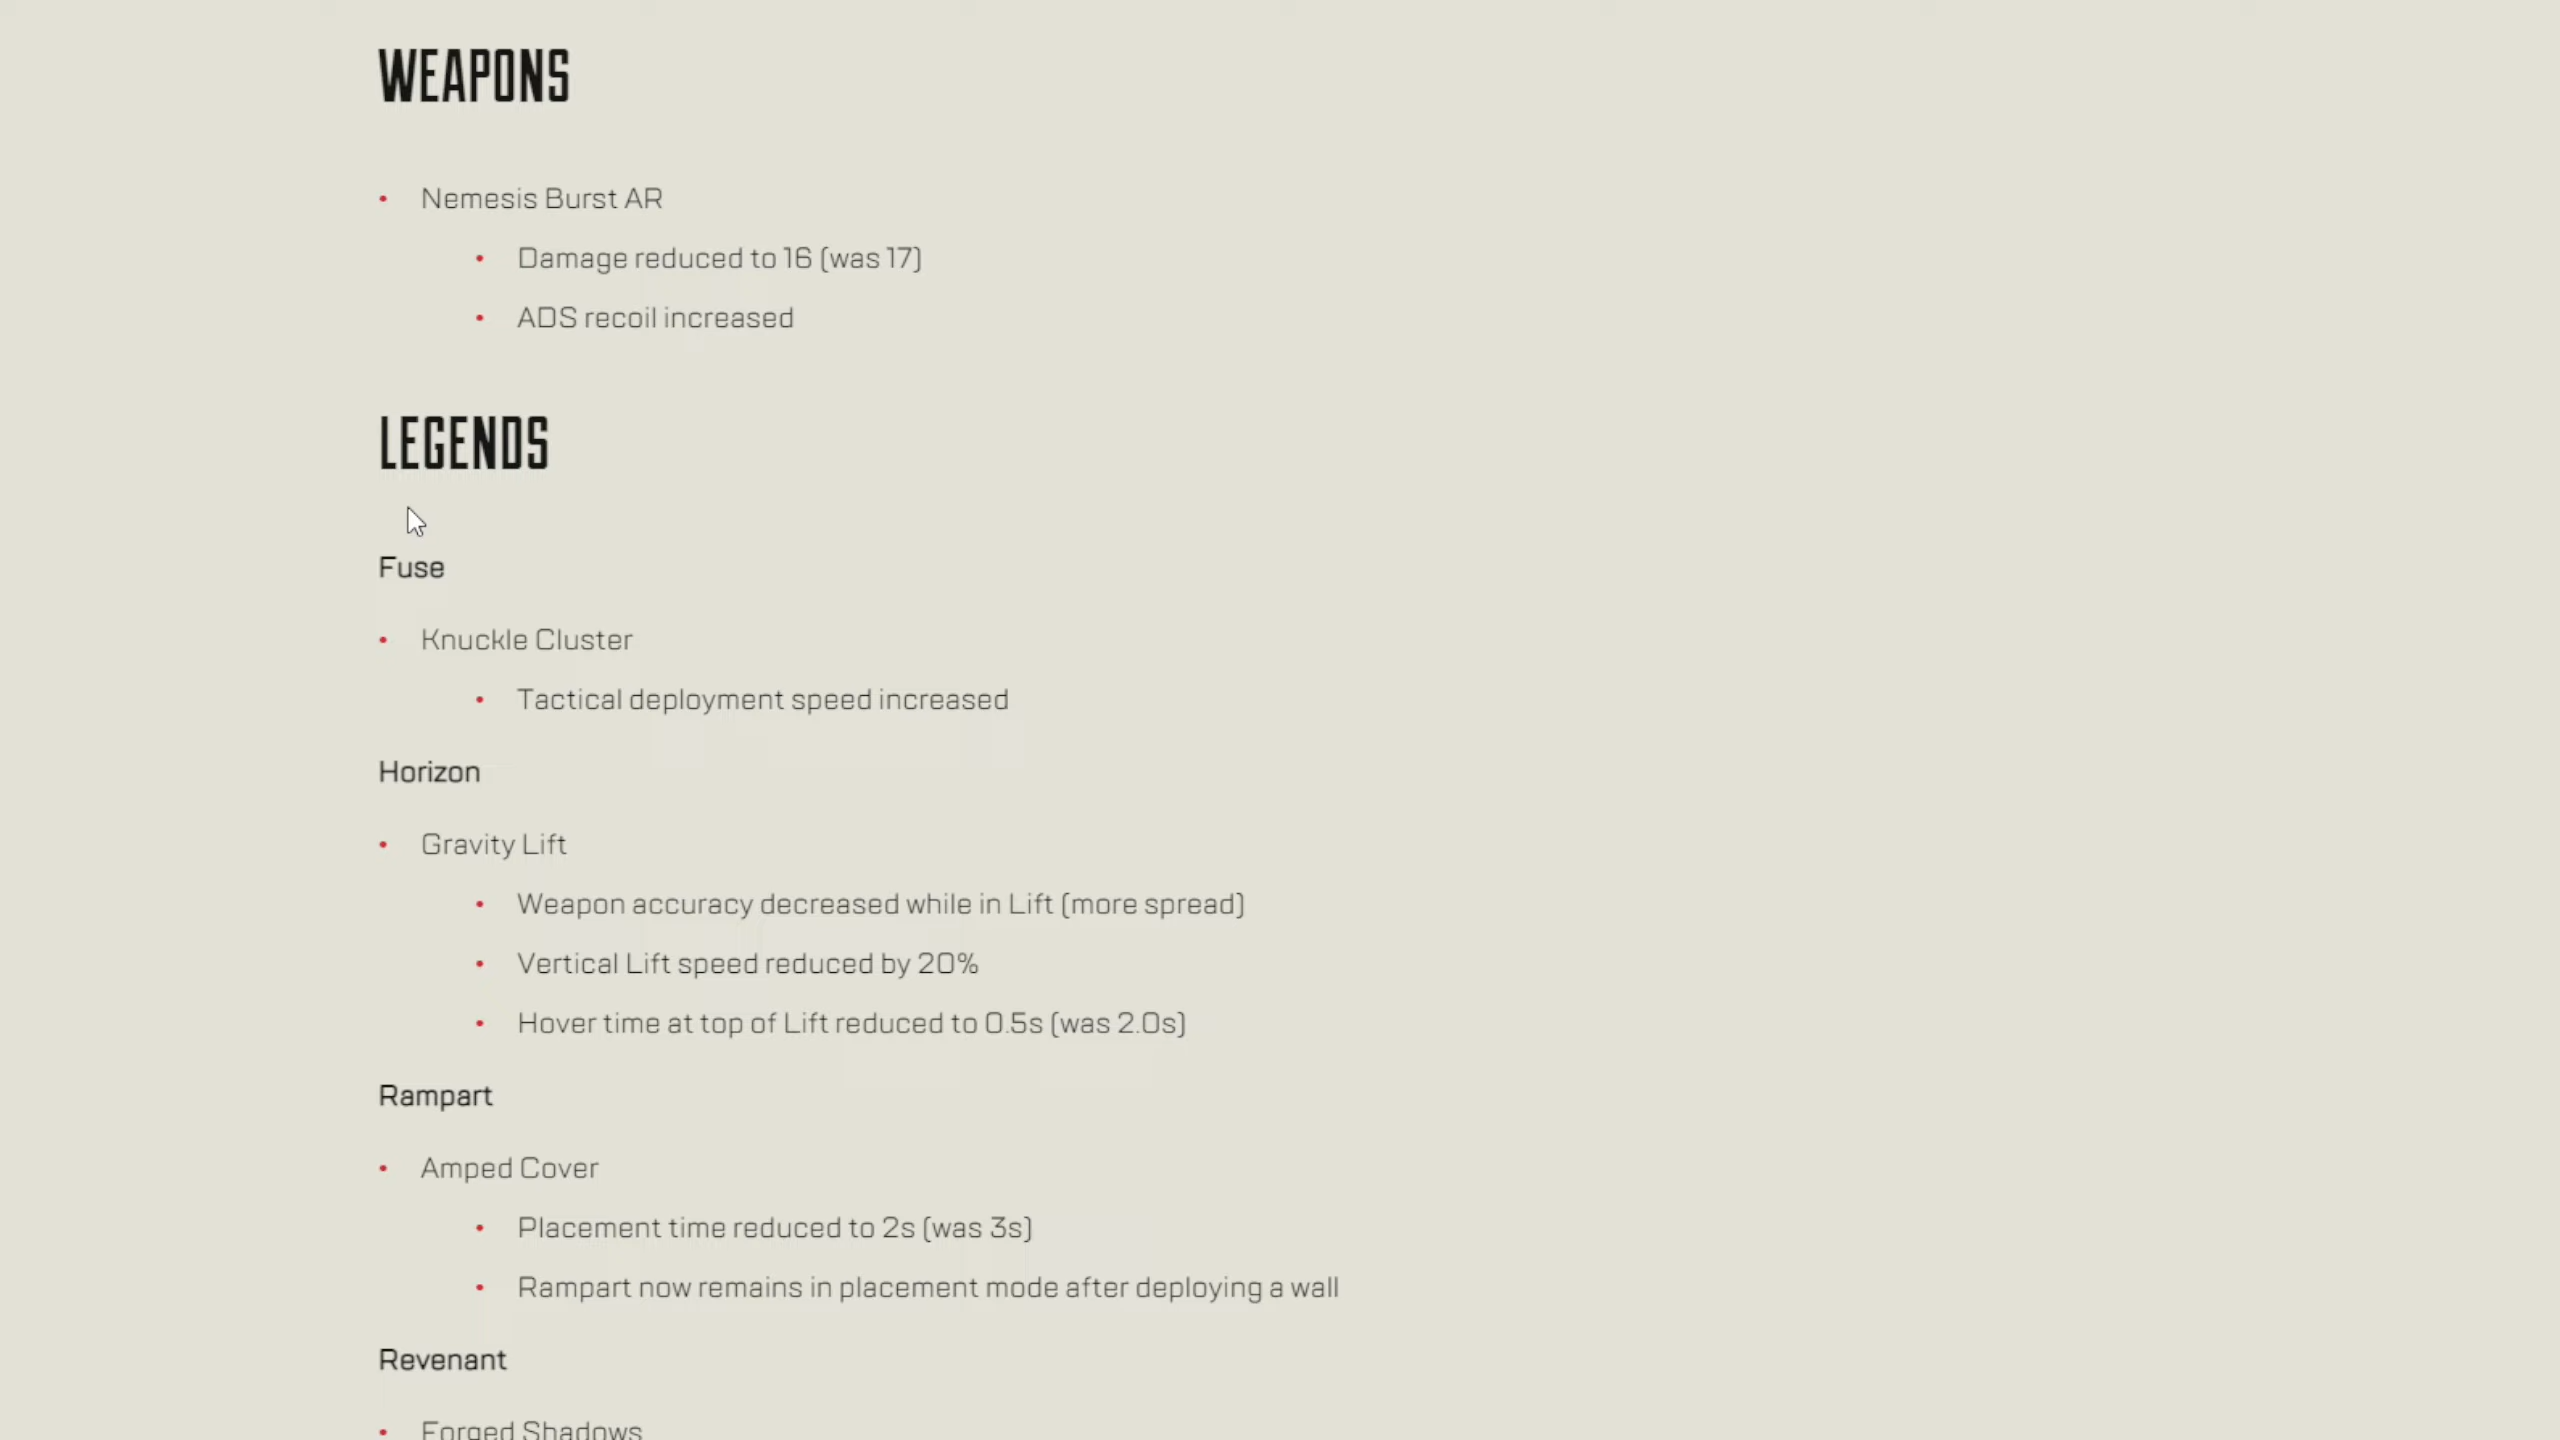 WEAPONS
Nemesis Burst AR
Damage reduced to 16 (was 17)
ADS recoil increased
LEGENDS
Fuse
Knuckle Cluster
Tactical deployment speed increased
Horizon
Gravity Lift
Weapon accuracy decreased while in Lift (more spread)
Vertical Lift speed reduced by 20%
Hover time at top of Lift reduced to 0.5s (was 2.0s)
Rampart
Amped Cover
Placement time reduced to 2s (was 3s)
Rampart now remains in placement mode after deploying a wall
Revenant
Forged Shadows